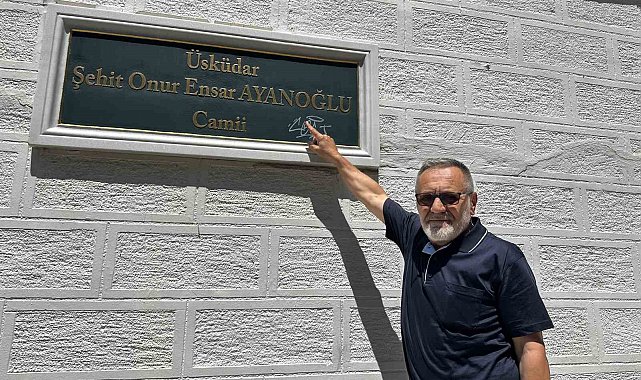 Üsküdar
Şehit Onur Ensar AYANOĞLU
Camii